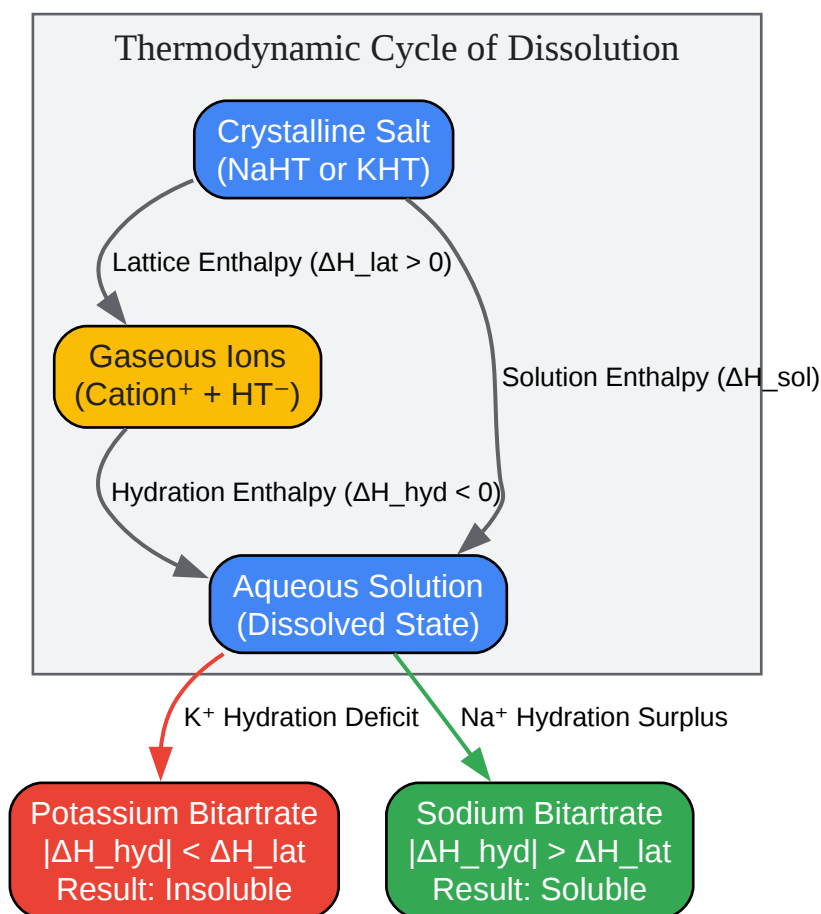 Thermodynamic Cycle of Dissolution
Crystalline Salt
(NaHT or KHT)
Lattice Enthalpy (ΔH_lat > 0)
Gaseous Ions
(Cation⁺ + HT⁻)
Solution Enthalpy (ΔH_sol)
Hydration Enthalpy (ΔH_hyd < 0)
Aqueous Solution
(Dissolved State)
K⁺ Hydration Deficit
Na⁺ Hydration Surplus
Potassium Bitartrate
|ΔH_hyd| < ΔH_lat
Result: Insoluble
Sodium Bitartrate
|ΔH_hyd| > ΔH_lat
Result: Soluble